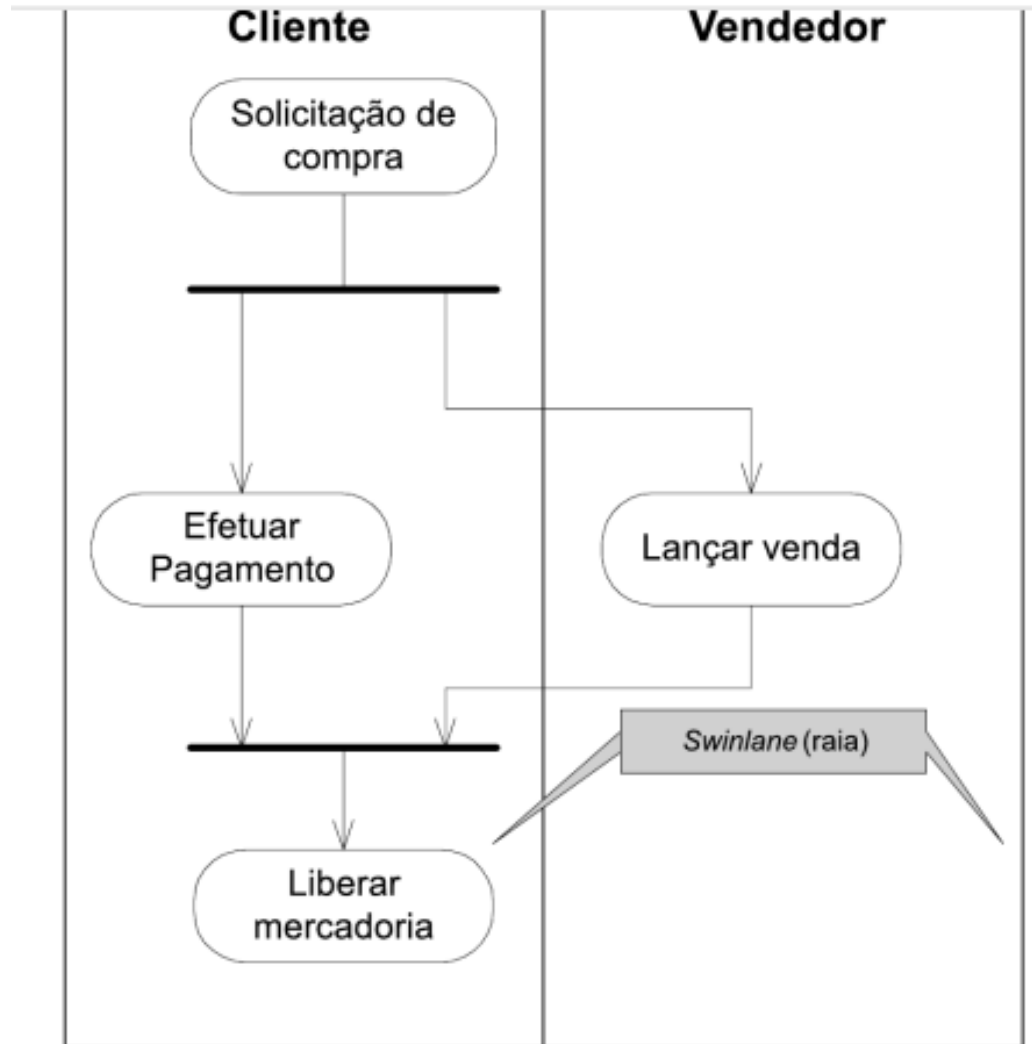 Cliente
Vendedor
Solicitação de
compra
Efetuar
Pagamento
Lançar venda
Swinlane (raia)
Liberar
mercadoria